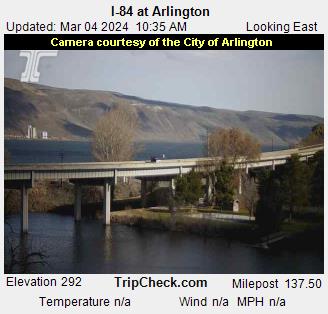 I-84 at Arlington
Updated: Mar 04 2024 10:35 AM Looking East
Camera courtesy of the City of Arlington
Elevation 292 TripCheck.com Milepost 137.50
Temperature n/a Wind n/a MPH n/a